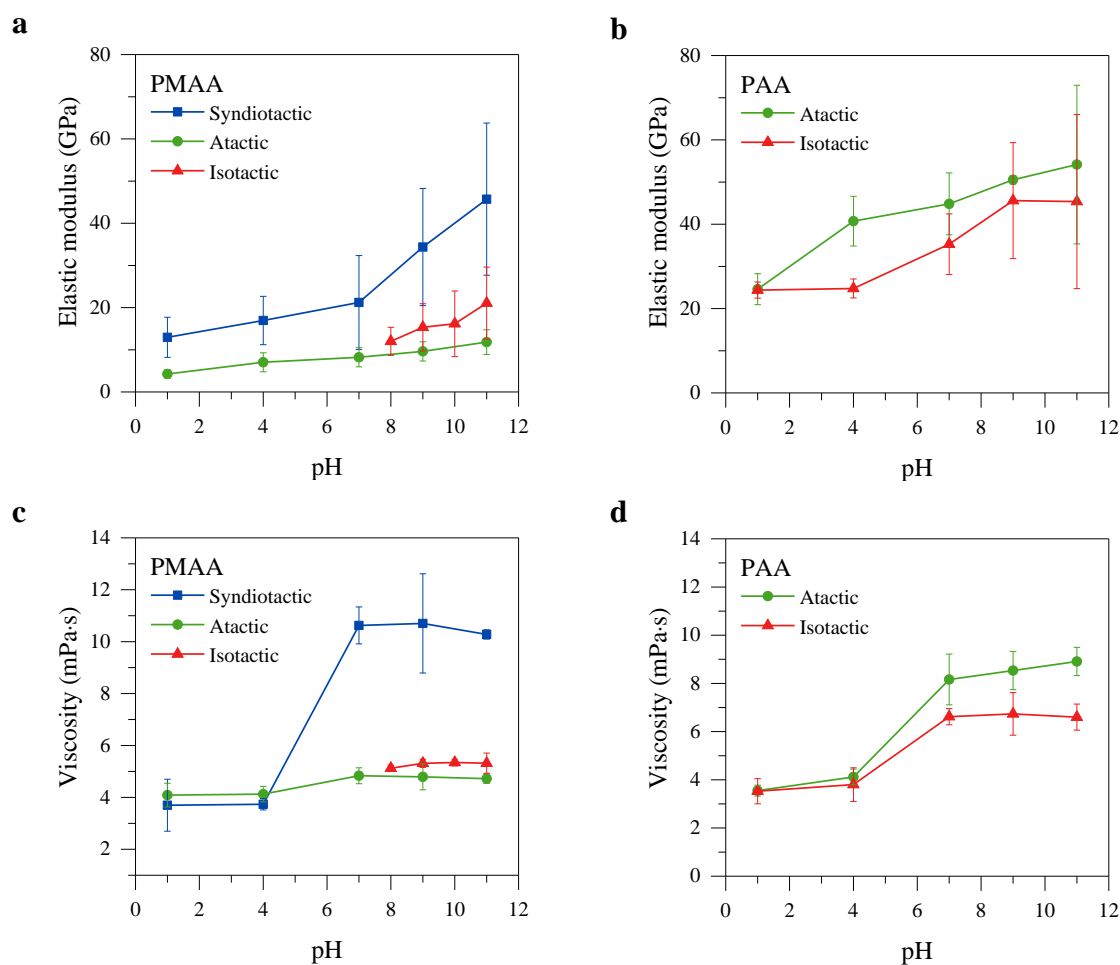 a
80
60
40
20
0
Elastic modulus (GPa)
PMAA
Syndiotactic
Atactic
Isotactic
0 2 4 6 8 10 12
pH
b
80
60
40
20
0
Elastic modulus (GPa)
PAA
Atactic
Isotactic
0 2 4 6 8 10 12
pH
c
14
12
10
8
6
4
2
Viscosity (mPa·s)
PMAA
Syndiotactic
Atactic
Isotactic
0 2 4 6 8 10 12
pH
d
14
12
10
8
6
4
2
0
Viscosity (mPa·s)
PAA
Atactic
Isotactic
0 2 4 6 8 10 12
pH